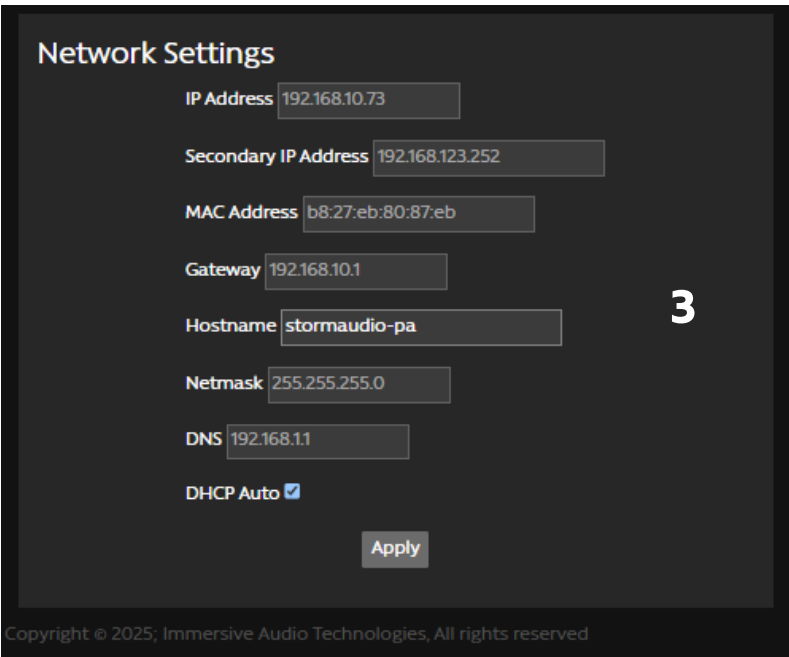 Network Settings
IP Address 192.168.10.73
Secondary IP Address 192.168.123.252
MAC Address b8:27:eb:80:87:eb
Gateway 192.168.10.1
3
Hostname stormaudio-pa
Netmask 255.255.255.0
DNS 192.168.1.1
DHCP Auto
Apply
Copyright © 2025; Immersive Audio Technologies, All rights reserved